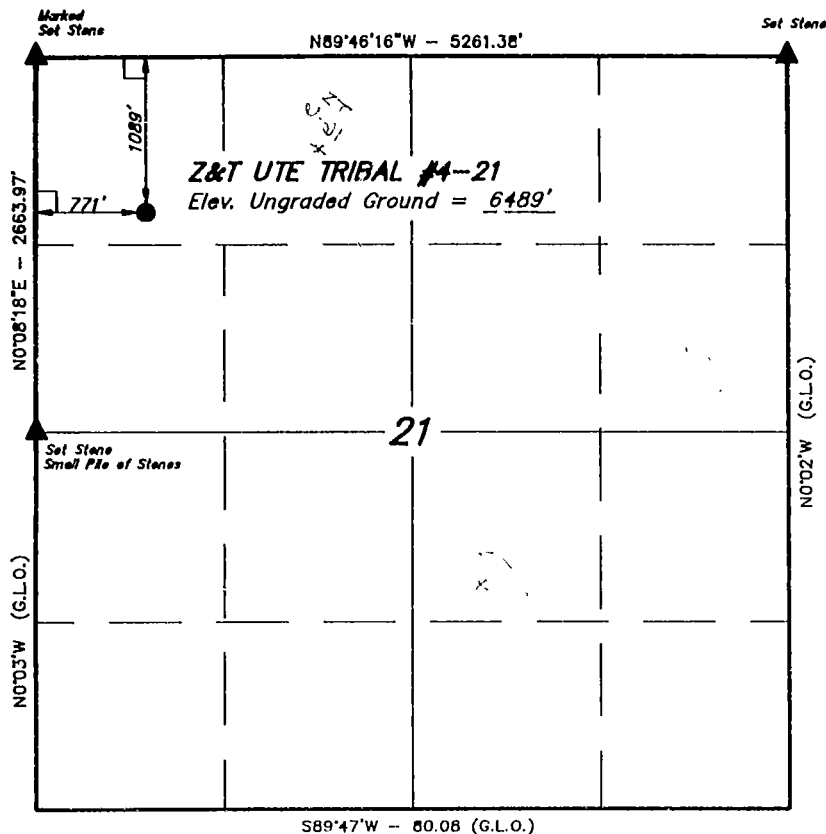 Marked
Set Stone
N89°46'16"W - 5261.38'
Set Stone
1089'
Z&T UTE TRIBAL #4-21
Elev. Ungraded Ground = 6489'
771'
N0°08'18"E - 2663.97'
21
Set Stone
Small Pile of Stones
N0°02'W (G.L.O.)
N0°03'W (G.L.O.)
S89°47'W - 80.08 (G.L.O.)